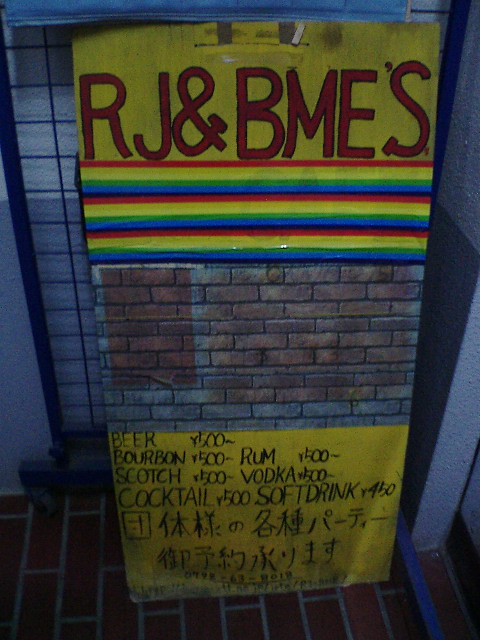 RJ&BME'S
BEER ¥500~
BOURBON ¥500~ RUM ¥500~
SCOTCH ¥500~ VODKA ¥500~
COCKTAIL ¥500 SOFTDRINK ¥450
団体様の各種パーティー
御予約承ります